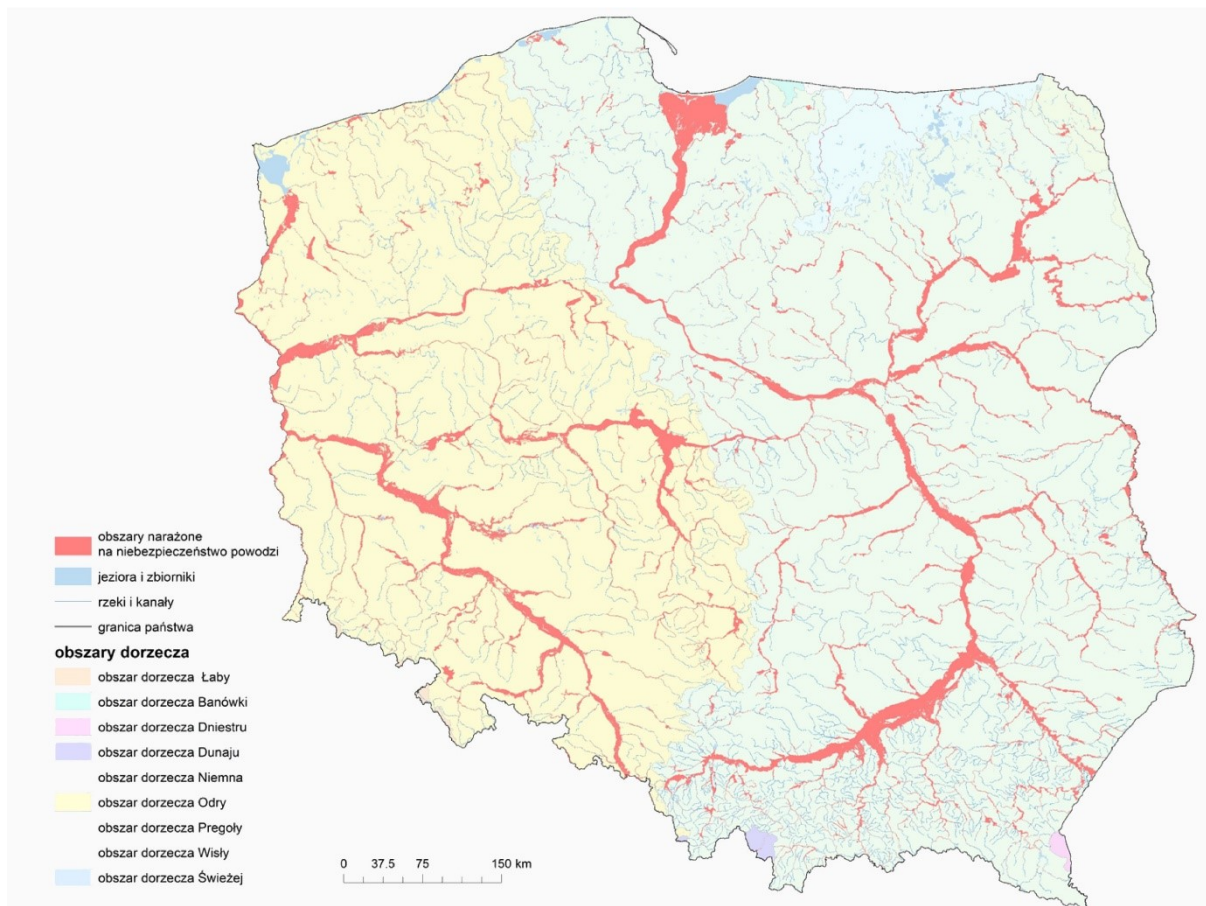 obszary narażone
na niebezpieczeństwo powodzi
jeziora i zbiorniki
rzeki i kanały
granica państwa
obszary dorzecza
obszar dorzecza Łaby
obszar dorzecza Banówki
obszar dorzecza Dniestru
obszar dorzecza Dunaju
obszar dorzecza Niemna
obszar dorzecza Odry
obszar dorzecza Pregoły
obszar dorzecza Wisły
obszar dorzecza Świeżej
0 37.5 75 150 km